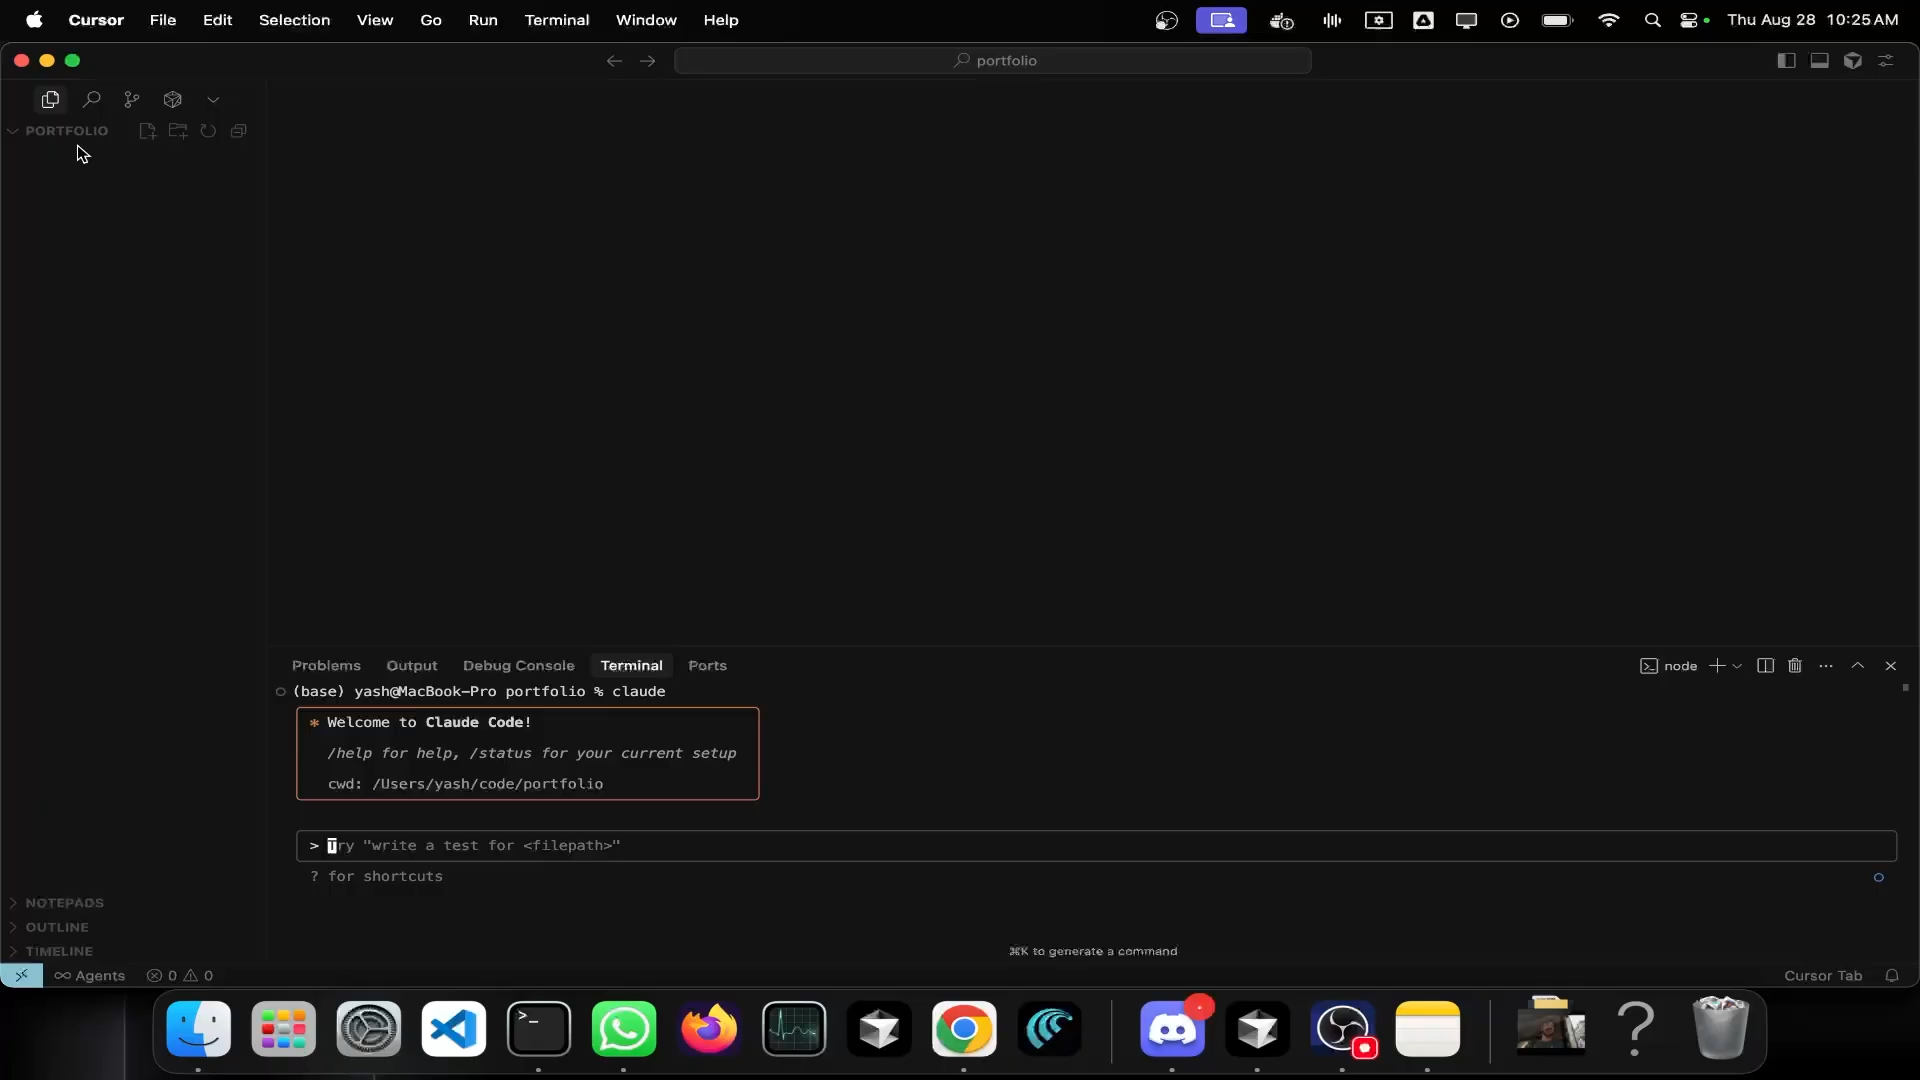 Cursor File Edit Selection View Go Run Terminal Window Help Thu Aug 28 10:25 AM
portfolio
PORTFOLIO
Problems Output Debug Console Terminal Ports node
(base) yash@MacBook-Pro portfolio % claude
* Welcome to Claude Code!
/help for help, /status for your current setup
cwd: /Users/yash/code/portfolio
> Try "write a test for <filepath>"
? for shortcuts
NOTEPADS
OUTLINE
TIMELINE
⌘K to generate a command
Agents 0 0 Cursor Tab